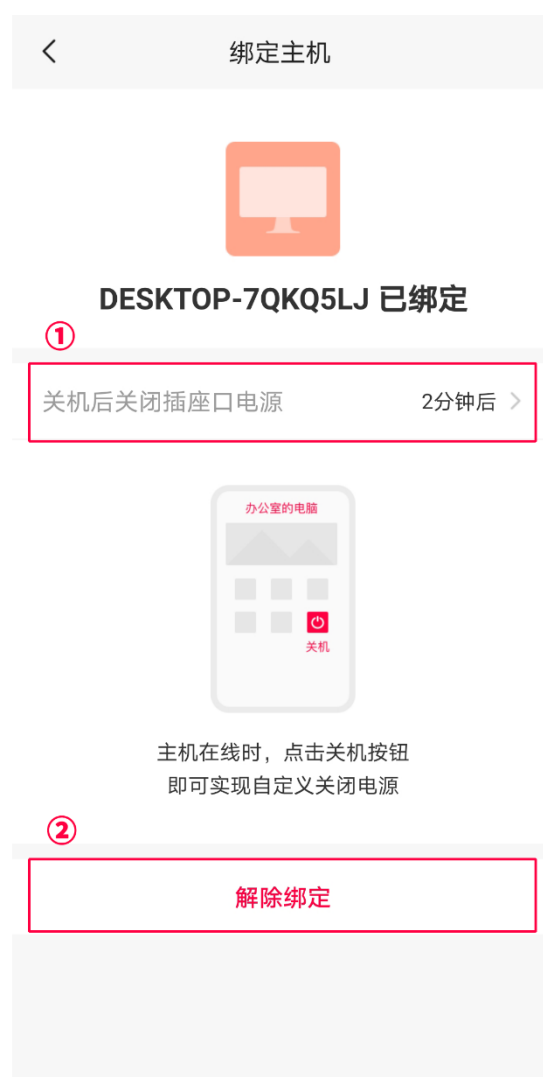 绑定主机
DESKTOP-7QKQ5LJ 已绑定
①
关机后关闭插座口电源 2分钟后
办公室的电脑
关机
主机在线时，点击关机按钮
即可实现自定义关闭电源
②
解除绑定